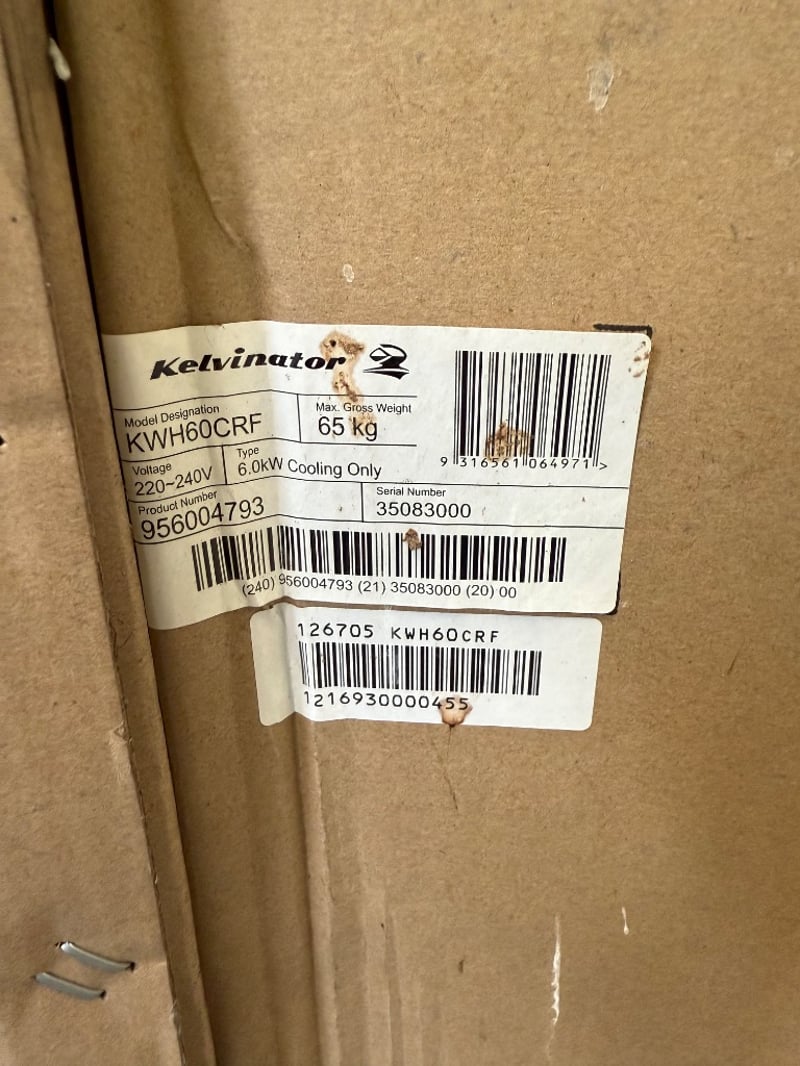 Kelvinator
Model Designation
KWH60CRF
Max. Gross Weight
65 kg
Voltage
220~240V
Type
6.0kW Cooling Only
Product Number
956004793
Serial Number
35083000
9 316561 064971 >
(240) 956004793 (21) 35083000 (20) 00
126705 KWH60CRF
1216930000455